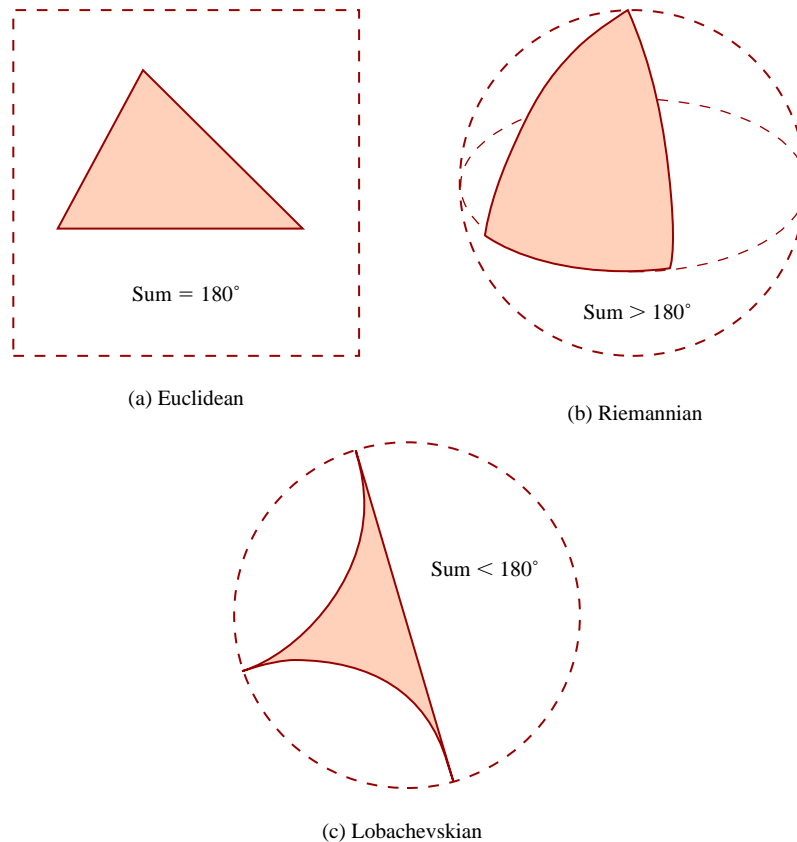 Sum = 180°
Sum > 180°
(a) Euclidean
(b) Riemannian
Sum < 180°
(c) Lobachevskian